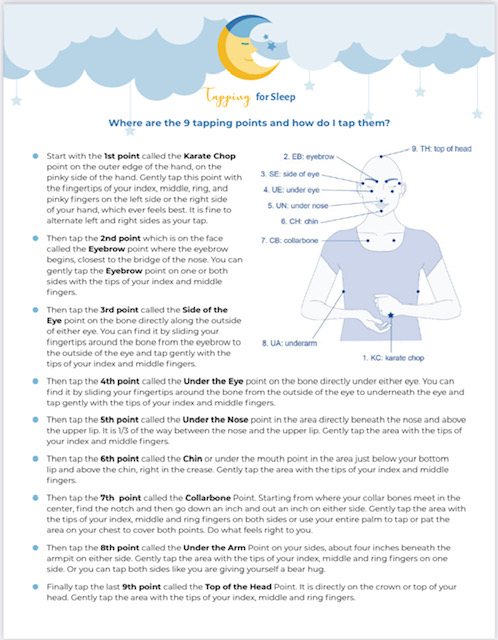 Tapping for Sleep
Where are the 9 tapping points and how do I tap them?
Start with the 1st point called the Karate Chop
point on the outer edge of the hand, on the
pinky side of the hand. Gently tap this point
with the fingertips of your index, middle, ring, and
pinky fingers on the left side or the right side
of your hand, which ever feels best. It is fine to
alternate left and right sides as your tap.
Then tap the 2nd point which is on the face
called the Eyebrow point where the eyebrow
begins, closest to the bridge of the nose. You can
gently tap the Eyebrow point on one or both
sides with the tips of your index and middle
fingers.
Then tap the 3rd point called the Side of the
Eye point on the bone directly along the outside
of either eye. You can find it by sliding your
fingertips around the bone from the eyebrow to
the outside of the eye and tap gently with the
tips of your index and middle fingers.
9. TH: top of head
2. EB: eyebrow
3. SE: side of eye
4. UE: under eye
5. UN: under nose
6. CH: chin
7. CB: collarbone
8. UA: underarm
1. KC: karate chop
Then tap the 4th point called the Under the Eye point on the bone directly under either eye. You can
find it by sliding your fingertips around the bone from the outside of the eye to underneath the eye and
tap gently with the tips of your index and middle fingers.
Then tap the 5th point called the Under the Nose point in the area directly beneath the nose and above
the upper lip. It is 1/3 of the way between the nose and the upper lip. Gently tap the area with the tips of
your index and middle fingers.
Then tap the 6th point called the Chin or under the mouth point in the area just below your bottom
lip and above the chin, right in the crease. Gently tap the area with the tips of your index and middle
fingers.
Then tap the 7th point called the Collarbone Point. Starting from where your collar bones meet in the
center, find the notch and then go down an inch and out an inch on either side. Gently tap the area with
the tips of your index, middle and ring fingers on both sides or use your entire palm to tap or pat the
area on your chest to cover both points. Do what feels right to you.
Then tap the 8th point called the Under the Arm Point on your sides, about four inches beneath the
armpit on either side. Gently tap the area with the tips of your index, middle and ring fingers on one
side. Or you can tap both sides like you are giving yourself a bear hug.
Finally tap the last 9th point called the Top of the Head Point. It is directly on the crown or top of your
head. Gently tap the area with the tips of your index, middle and ring fingers.